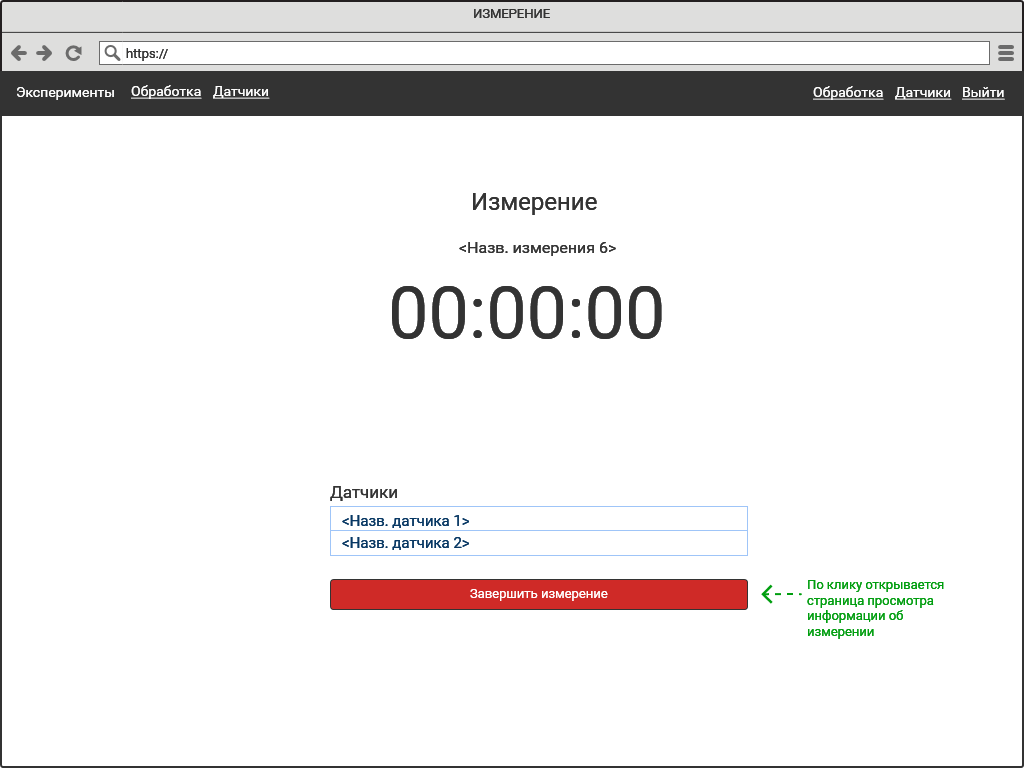 ИЗМЕРЕНИЕ
https://
Эксперименты Обработка Датчики Обработка Датчики Выйти
Измерение
<Назв. измерения 6>
00:00:00
Датчики
<Назв. датчика 1>
<Назв. датчика 2>
Завершить измерение
По клику открывается
страница просмотра
информации об
измерении